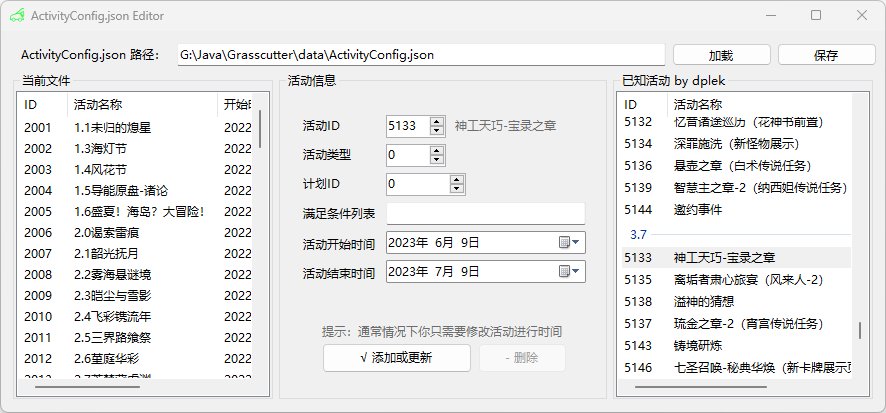 ActivityConfig.json Editor
ActivityConfig.json 路径: G:\Java\Grasscutter\data\ActivityConfig.json 加载 保存
当前文件
ID 活动名称 开始时
2001 1.1未归的熄星 2022
2002 1.3海灯节 2022
2003 1.4风花节 2022
2004 1.5导能原盘-诸论 2022
2005 1.6盛夏！海岛？大冒险！ 2022
2006 2.0谒索雷痕 2022
2007 2.1韶光抚月 2022
2008 2.2雾海悬谜境 2022
2009 2.3皑尘与雪影 2022
2010 2.4飞彩镌流年 2022
2011 2.5三界路飨祭 2022
2012 2.6堇庭华彩 2022
活动信息
活动ID 5133 神工天巧-宝录之章
活动类型 0
计划ID 0
满足条件列表
活动开始时间 2023年 6月 9日
活动结束时间 2023年 7月 9日
提示：通常情况下你只需要修改活动进行时间
√ 添加或更新 - 删除
已知活动 by dplek
ID 活动名称
5132 忆昔诸途巡历（花神书前置）
5134 深罪施洗（新怪物展示）
5136 悬壶之章（白术传说任务）
5139 智慧主之章-2（纳西妲传说任务）
5144 邀约事件
3.7
5133 神工天巧-宝录之章
5135 离垢者肃心旅宴（风来人-2）
5138 溢神的猜想
5137 琉金之章-2（宵宫传说任务）
5143 铸境研炼
5146 七圣召唤-秘典华焕（新卡牌展示页